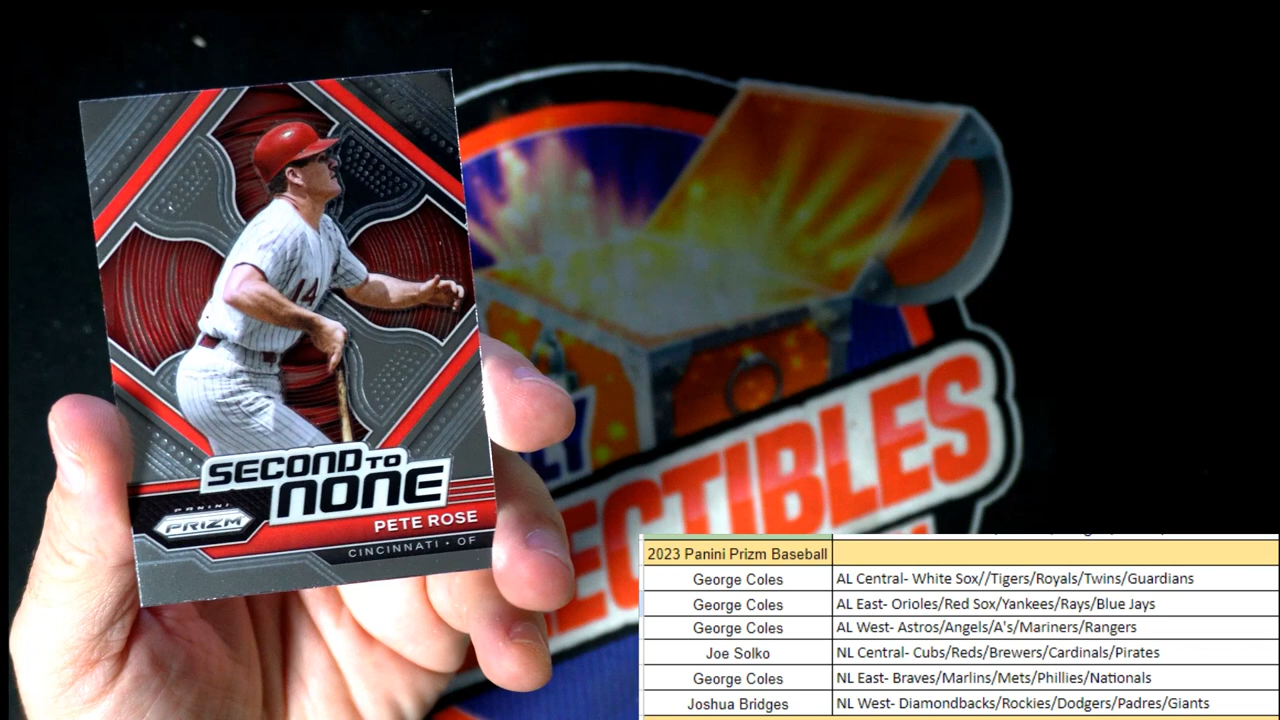 14
SECOND TO
NONE
PANINI
PRIZM
PETE ROSE
CINCINNATI • OF
LY
ECTIBLES
2023 Panini Prizm Baseball
George Coles AL Central- White Sox//Tigers/Royals/Twins/Guardians
George Coles AL East- Orioles/Red Sox/Yankees/Rays/Blue Jays
George Coles AL West- Astros/Angels/A's/Mariners/Rangers
Joe Solko NL Central- Cubs/Reds/Brewers/Cardinals/Pirates
George Coles NL East- Braves/Marlins/Mets/Phillies/Nationals
Joshua Bridges NL West- Diamondbacks/Rockies/Dodgers/Padres/Giants